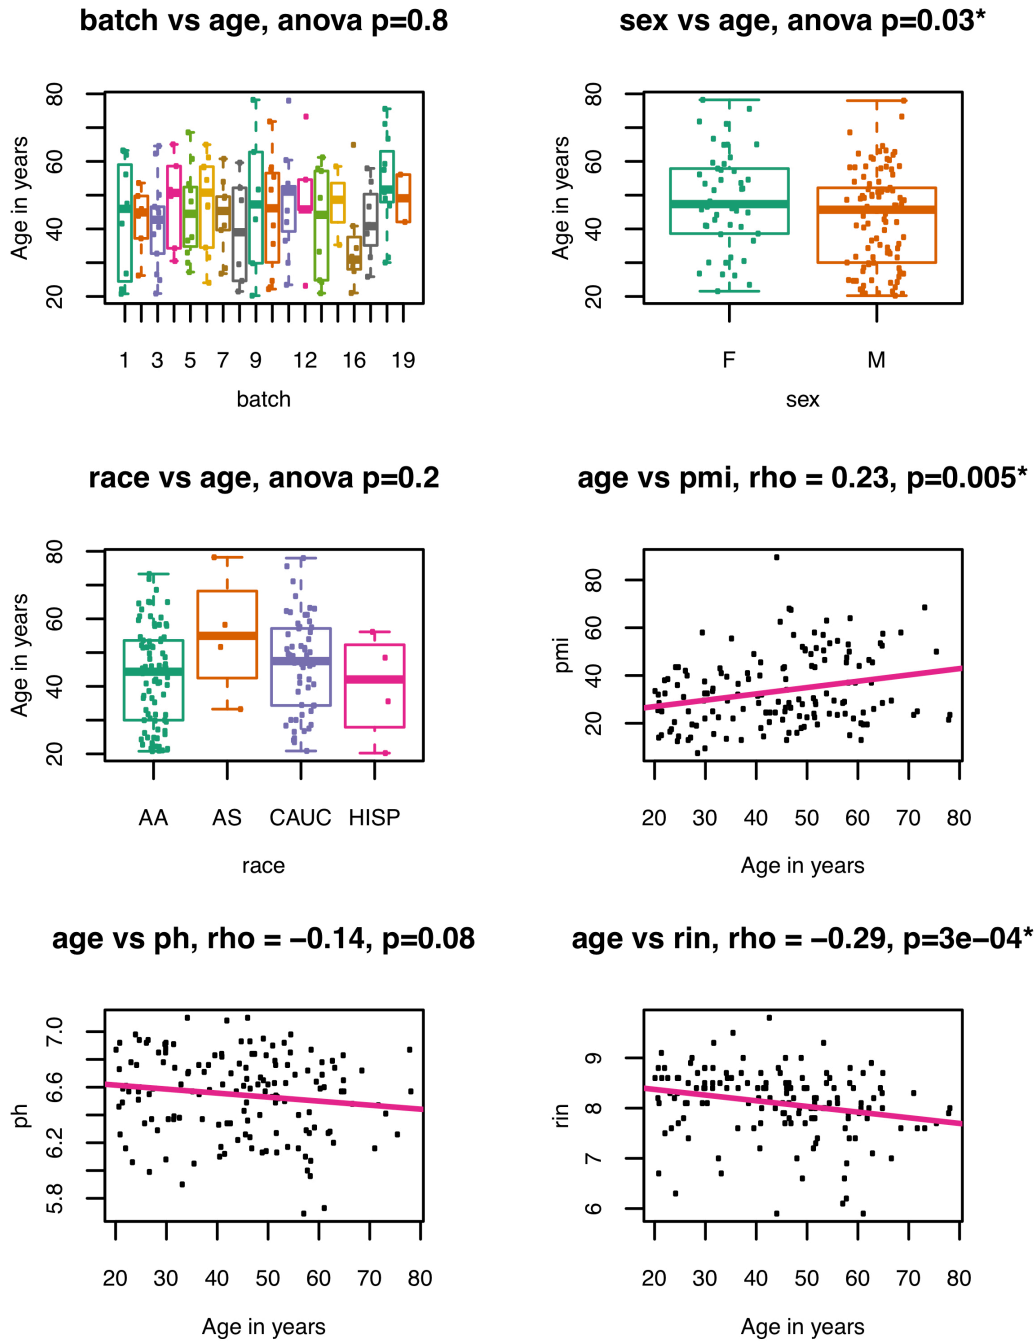 batch vs age, anova p=0.8
80
60
40
20
Age in years
1 3 5 7 9 12 16 19
batch
sex vs age, anova p=0.03*
80
60
40
20
Age in years
F M
sex
race vs age, anova p=0.2
80
60
40
20
Age in years
AA AS CAUC HISP
race
age vs pmi, rho = 0.23, p=0.005*
80
60
40
20
pmi
20 30 40 50 60 70 80
Age in years
age vs ph, rho = −0.14, p=0.08
7.0
6.6
6.2
5.8
ph
20 30 40 50 60 70 80
Age in years
age vs rin, rho = −0.29, p=3e−04*
9
8
7
6
rin
20 30 40 50 60 70 80
Age in years